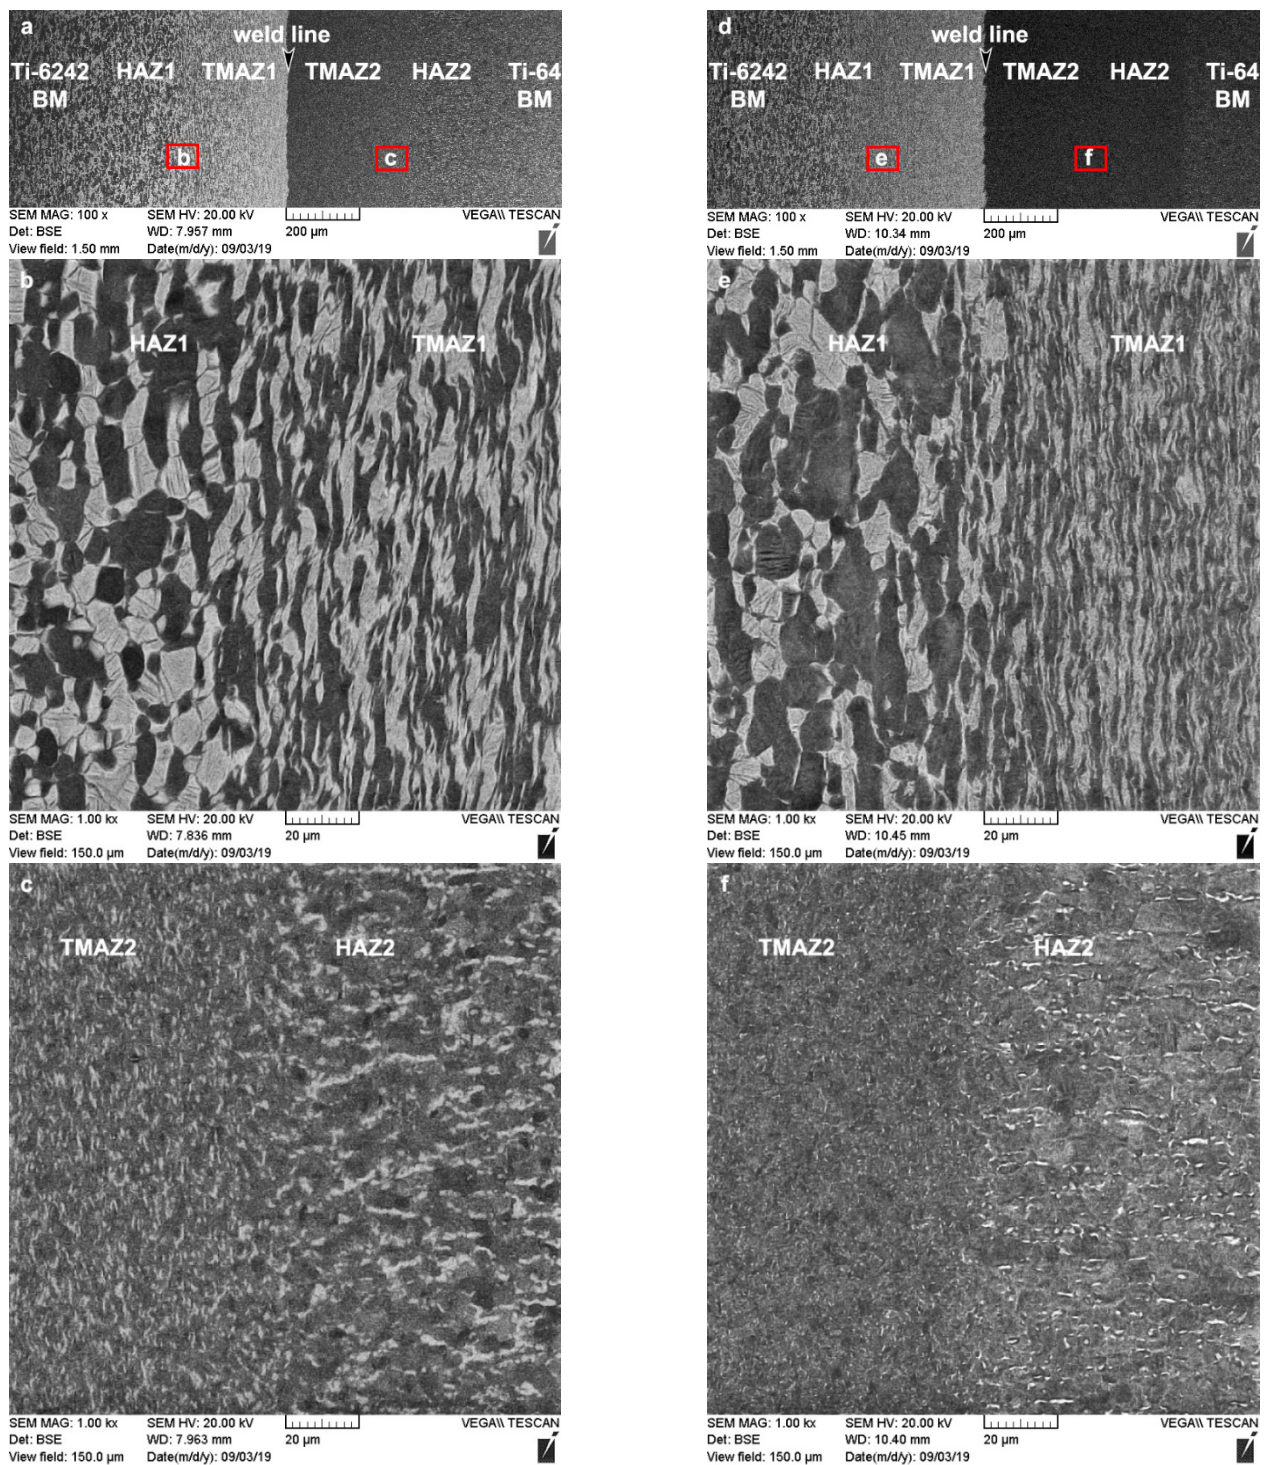 a
weld line
Ti-6242 HAZ1 TMAZ1 TMAZ2 HAZ2 Ti-64
BM BM
b c
SEM MAG: 100 x SEM HV: 20.00 kV VEGA\\ TESCAN
Det: BSE WD: 7.957 mm 200 µm
View field: 1.50 mm Date(m/d/y): 09/03/19
b
HAZ1 TMAZ1
SEM MAG: 1.00 kx SEM HV: 20.00 kV VEGA\\ TESCAN
Det: BSE WD: 7.836 mm 20 µm
View field: 150.0 µm Date(m/d/y): 09/03/19
c
TMAZ2 HAZ2
SEM MAG: 1.00 kx SEM HV: 20.00 kV VEGA\\ TESCAN
Det: BSE WD: 7.963 mm 20 µm
View field: 150.0 µm Date(m/d/y): 09/03/19
d
weld line
Ti-6242 HAZ1 TMAZ1 TMAZ2 HAZ2 Ti-64
BM BM
e f
SEM MAG: 100 x SEM HV: 20.00 kV VEGA\\ TESCAN
Det: BSE WD: 10.34 mm 200 µm
View field: 1.50 mm Date(m/d/y): 09/03/19
e
HAZ1 TMAZ1
SEM MAG: 1.00 kx SEM HV: 20.00 kV VEGA\\ TESCAN
Det: BSE WD: 10.45 mm 20 µm
View field: 150.0 µm Date(m/d/y): 09/03/19
f
TMAZ2 HAZ2
SEM MAG: 1.00 kx SEM HV: 20.00 kV VEGA\\ TESCAN
Det: BSE WD: 10.40 mm 20 µm
View field: 150.0 µm Date(m/d/y): 09/03/19